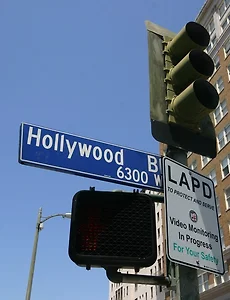 Hollywood B
6300 W
LAPD
TO PROTECT AND SERVE
Video
Monitoring
In Progress
For Your Safety